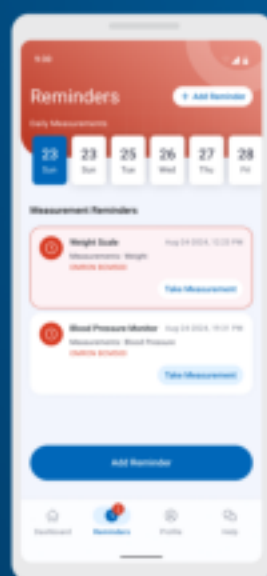 9:00
Reminders
+ Add Reminder
Daily Measurements
23 23 25 26 27 28
Sun Sun Tue Wed Thu Fri
Measurement Reminders
Weight Scale
Measurements: Weight
Take Measurement
Blood Pressure Monitor
Measurements: Blood Pressure
Take Measurement
Add Reminder
Dashboard Reminders Profile Help